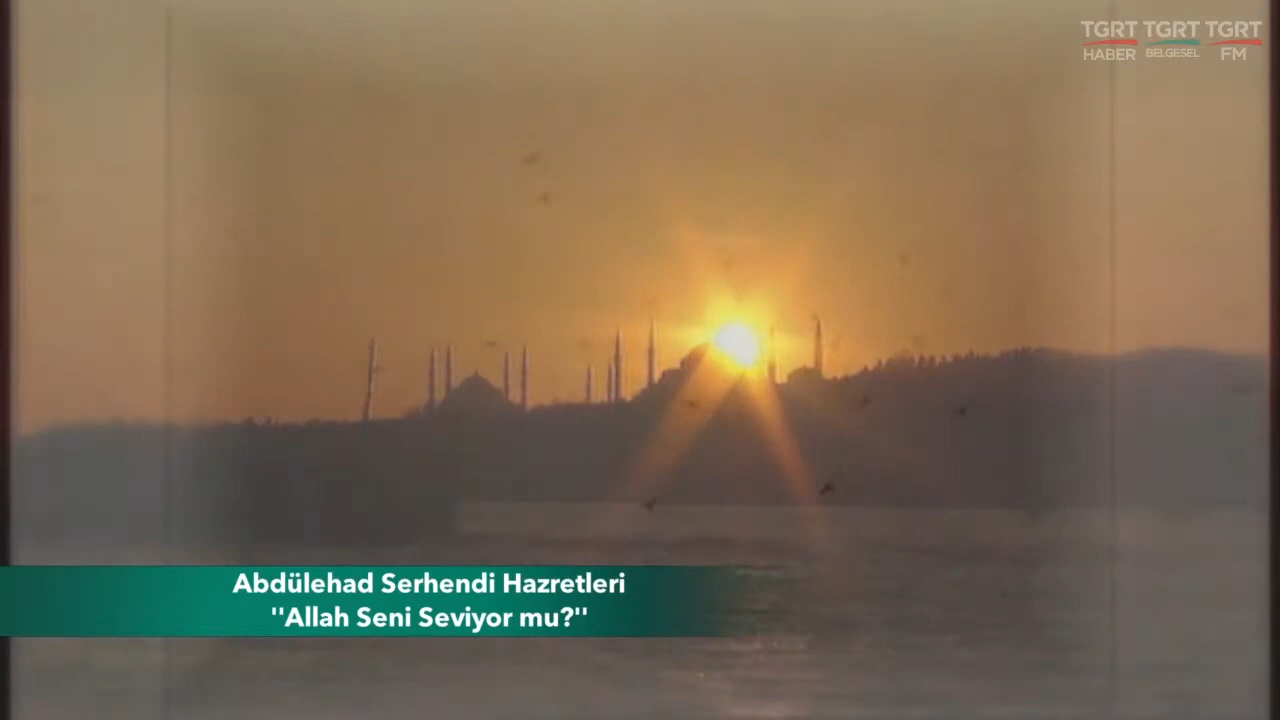 TGRT TGRT TGRT
HABER BELGESEL FM
Abdülehad Serhendi Hazretleri
''Allah Seni Seviyor mu?''